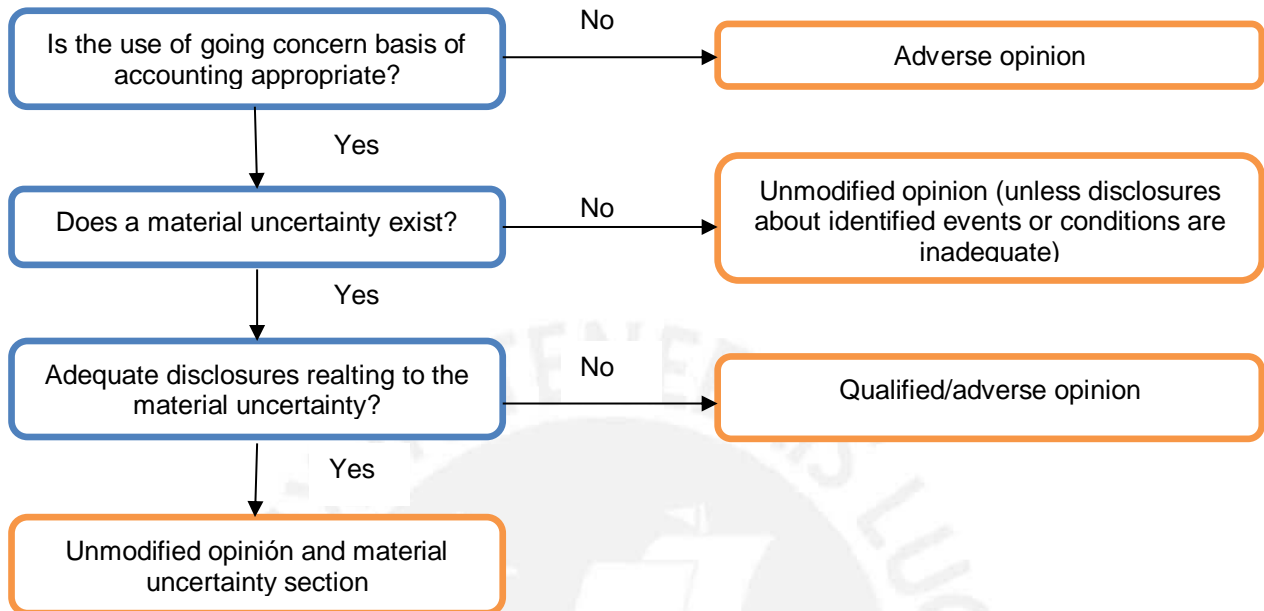 No
Is the use of going concern basis of
accounting appropriate?
Adverse opinion
Yes
Does a material uncertainty exist?
No
Unmodified opinion (unless disclosures
about identified events or conditions are
inadequate)
Yes
Adequate disclosures realting to the
material uncertainty?
No
Qualified/adverse opinion
Yes
Unmodified opinión and material
uncertainty section